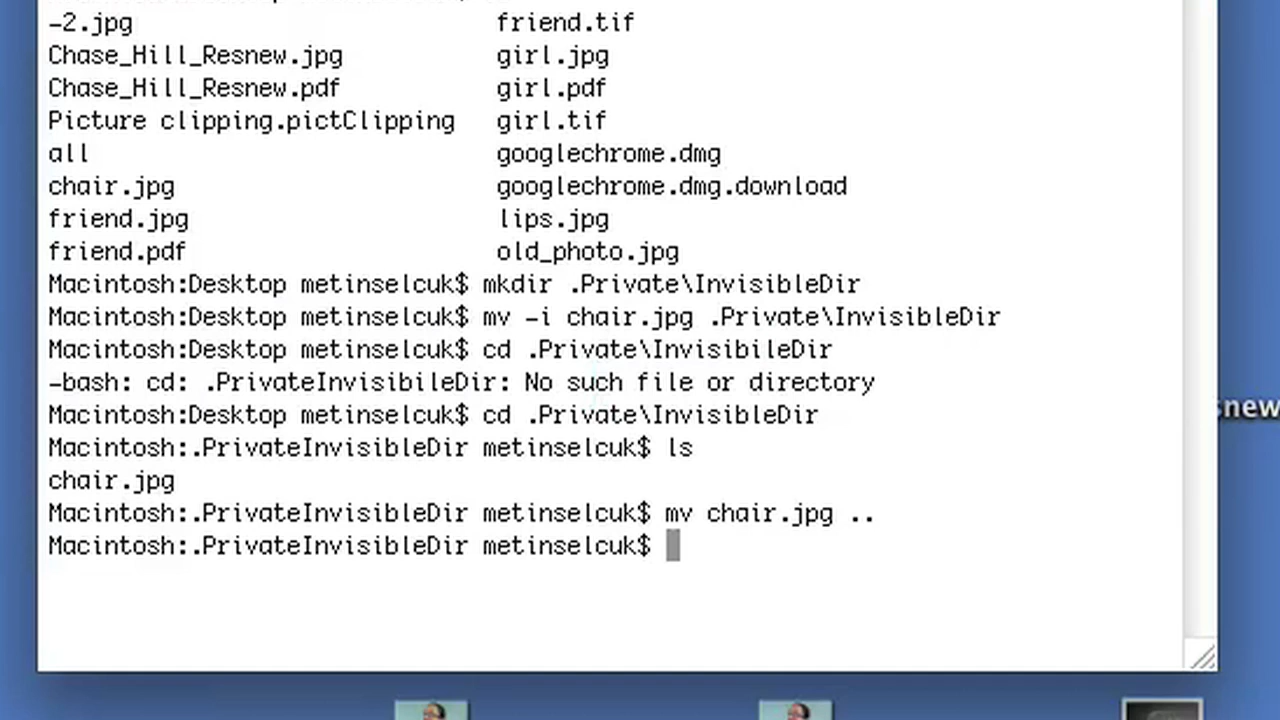 -2.jpg friend.tif
Chase_Hill_Resnew.jpg girl.jpg
Chase_Hill_Resnew.pdf girl.pdf
Picture clipping.pictClipping girl.tif
all googlechrome.dmg
chair.jpg googlechrome.dmg.download
friend.jpg lips.jpg
friend.pdf old_photo.jpg
Macintosh:Desktop metinselcuk$ mkdir .Private\InvisibleDir
Macintosh:Desktop metinselcuk$ mv -i chair.jpg .Private\InvisibleDir
Macintosh:Desktop metinselcuk$ cd .Private\InvisibileDir
-bash: cd: .PrivateInvisibileDir: No such file or directory
Macintosh:Desktop metinselcuk$ cd .Private\InvisibleDir
Macintosh:.PrivateInvisibleDir metinselcuk$ ls
chair.jpg
Macintosh:.PrivateInvisibleDir metinselcuk$ mv chair.jpg ..
Macintosh:.PrivateInvisibleDir metinselcuk$